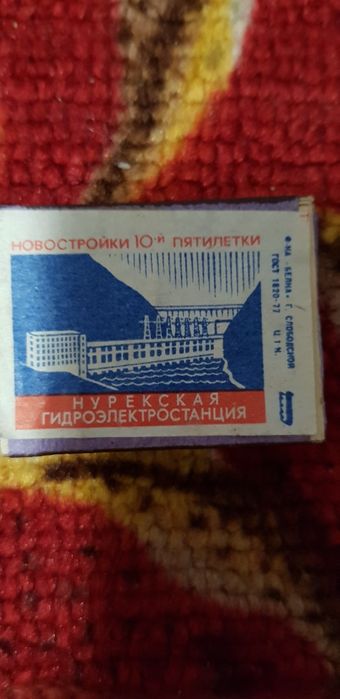 НОВОСТРОЙКИ 10-й ПЯТИЛЕТКИ
НУРЕКСКАЯ
ГИДРОЭЛЕКТРОСТАНЦИЯ
Ф-КА „БЕЛКА“ Г. СЛОБОДСКОЙ
ГОСТ 1820-77 Ц 1 К.